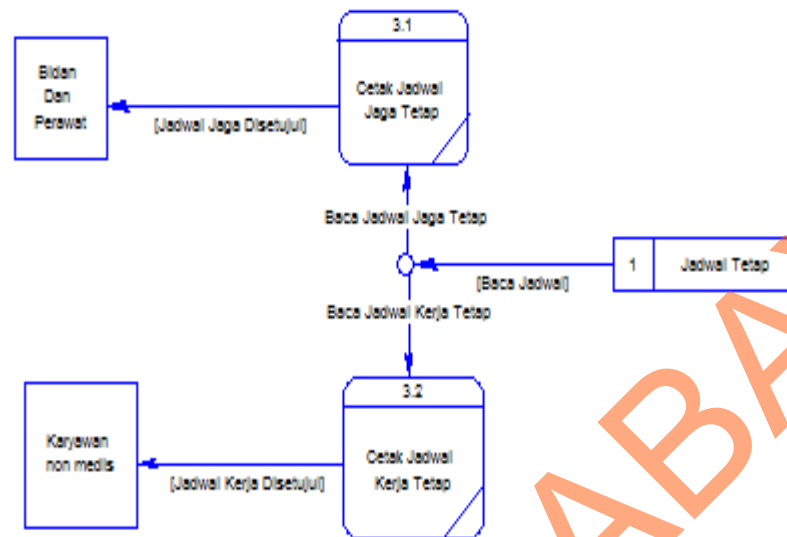 3.1
Bidan
Dan
Perawat
Cetak Jadwal
Jaga Tetap
[Jadwal Jaga Disetujui]
Baca Jadwal Jaga Tetap
1
Jadwal Tetap
[Baca Jadwal]
Baca Jadwal Kerja Tetap
3.2
Karyawan
non medis
Cetak Jadwal
Kerja Tetap
[Jadwal Kerja Disetujui]
ABA